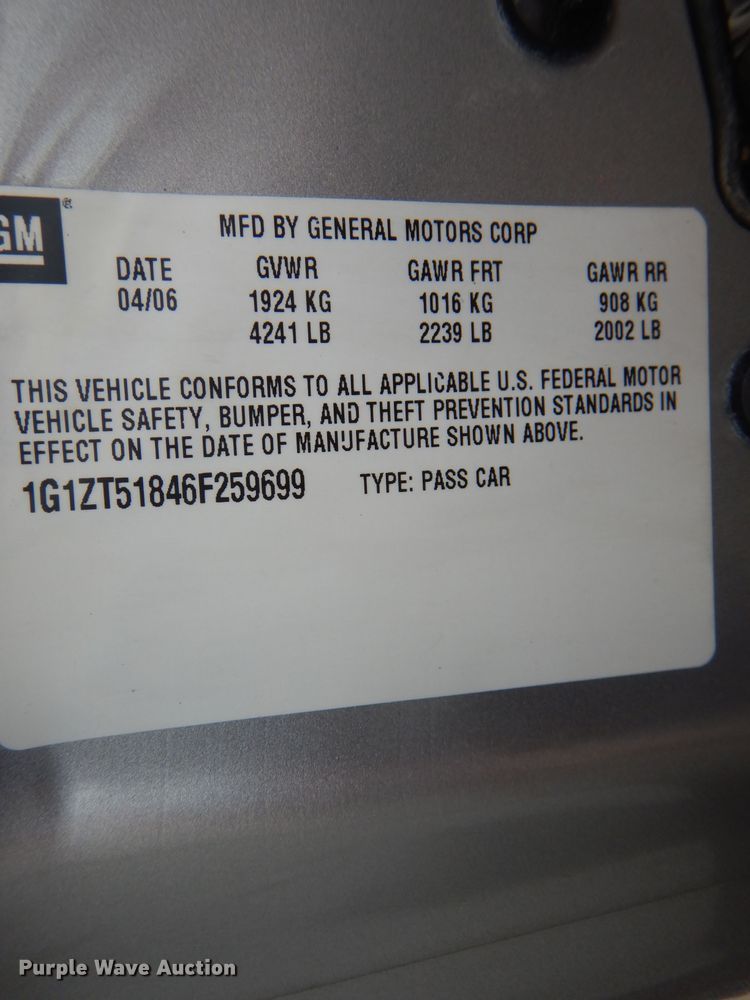 GM
MFD BY GENERAL MOTORS CORP
DATE GVWR GAWR FRT GAWR RR
04/06 1924 KG 1016 KG 908 KG
4241 LB 2239 LB 2002 LB
THIS VEHICLE CONFORMS TO ALL APPLICABLE U.S. FEDERAL MOTOR
VEHICLE SAFETY, BUMPER, AND THEFT PREVENTION STANDARDS IN
EFFECT ON THE DATE OF MANUFACTURE SHOWN ABOVE.
1G1ZT51846F259699 TYPE: PASS CAR
Purple Wave Auction